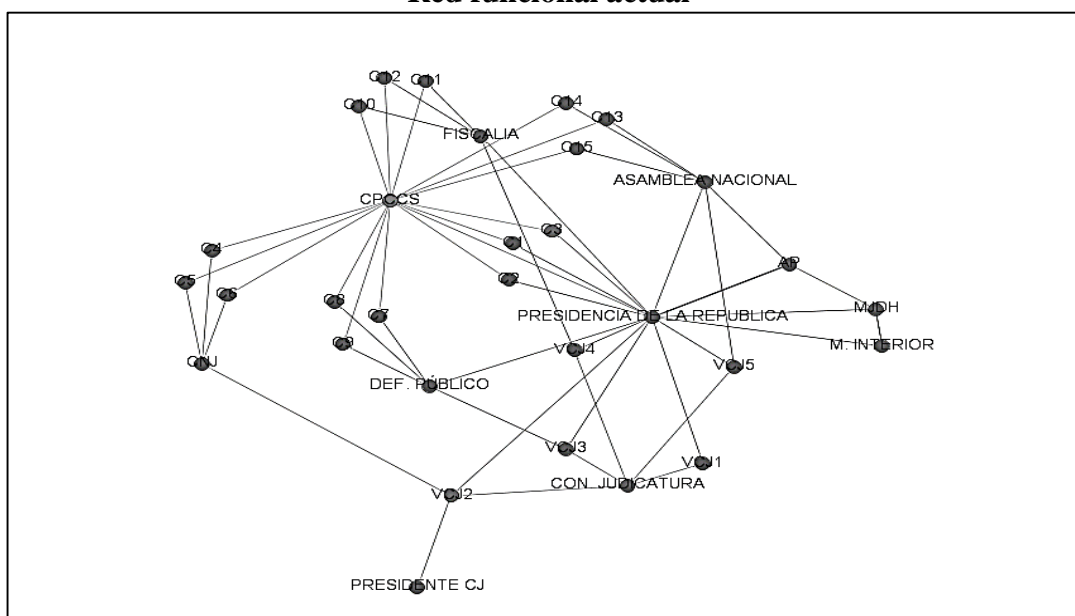 Red funcional actual
C12
C11
C10
C14
C13
FISCALIA
C15
ASAMBLEA NACIONAL
CPCCS
C3
C4
C1
AP
C5
C2
C6
C8
MJDH
C7
PRESIDENCIA DE LA REPUBLICA
C9
M. INTERIOR
VCJ4
CNJ
VCJ5
DEF. PÚBLICO
VCJ3
VCJ1
CON. JUDICATURA
VCJ2
PRESIDENTE CJ